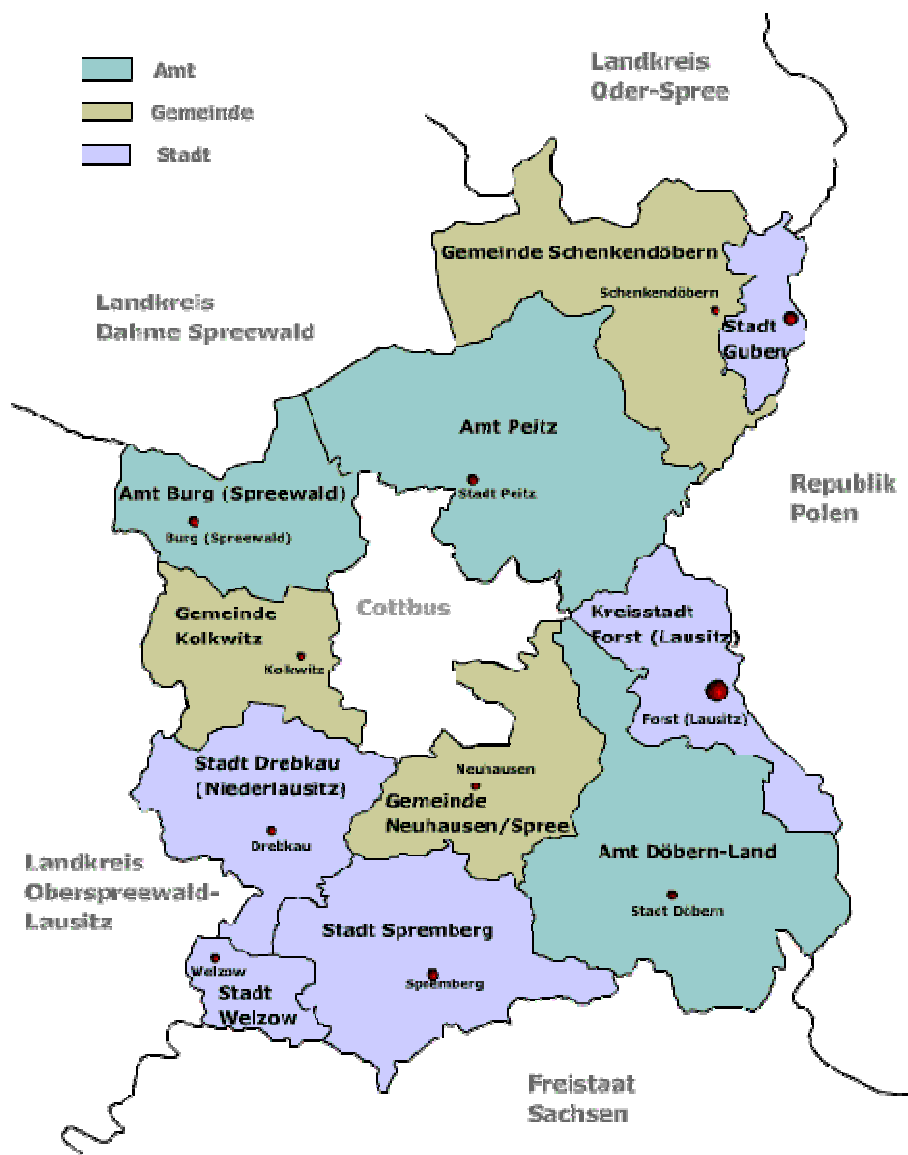 Landkreis
Oder-Spree
Amt
Gemeinde
Stadt
Gemeinde Schenkendöbern
Schenkendöbern
Landkreis
Dahme Spreewald
Stadt
Guben
Amt Peitz
Stadt Peitz
Republik
Polen
Amt Burg (Spreewald)
Burg (Spreewald)
Cottbus
Gemeinde
Kolkwitz
Kolkwitz
Kreisstadt
Forst (Lausitz)
Forst (Lausitz)
Stadt Drebkau
(Niederlausitz)
Drebkau
Neuhausen
Gemeinde
Neuhausen/Spree
Amt Döbern-Land
Stadt Döbern
Landkreis
Oberspreewald-
Lausitz
Stadt Spremberg
Spremberg
Welzow
Stadt
Welzow
Freistaat
Sachsen